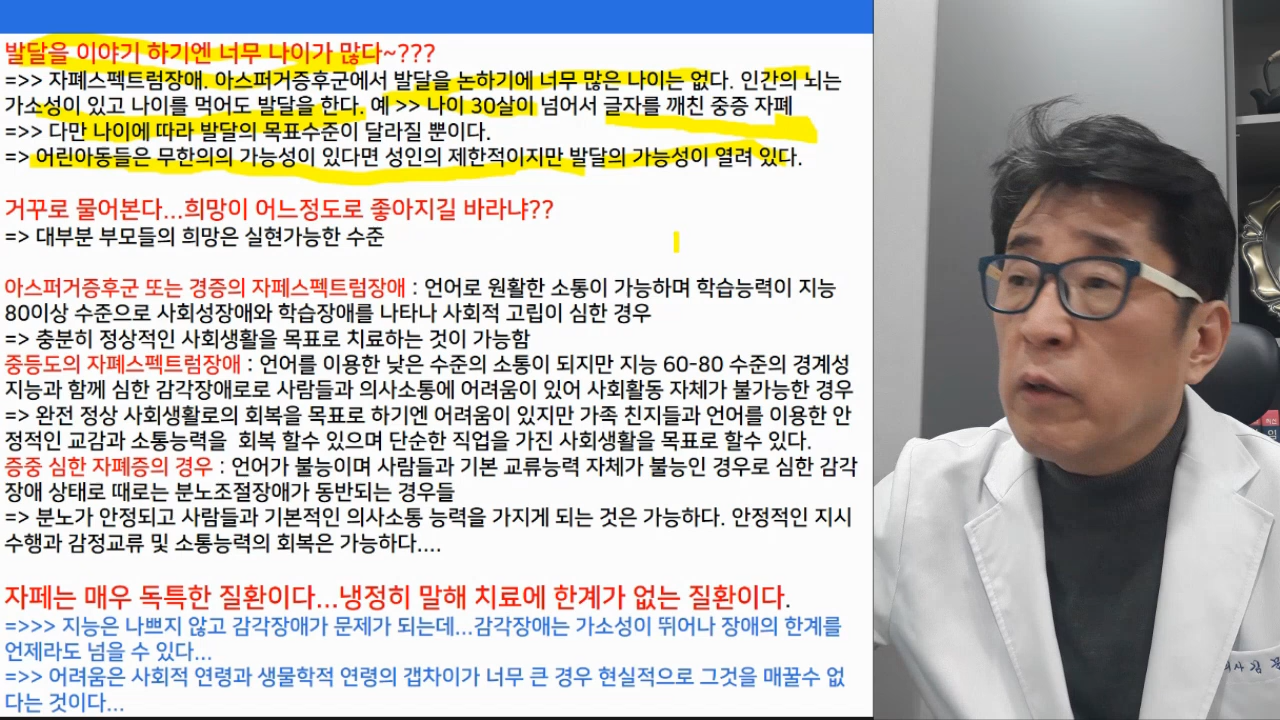 발달을 이야기 하기엔 너무 나이가 많다~???
=>> 자폐스펙트럼장애. 아스퍼거증후군에서 발달을 논하기에 너무 많은 나이는 없다. 인간의 뇌는
가소성이 있고 나이를 먹어도 발달을 한다. 예 >> 나이 30살이 넘어서 글자를 깨친 중증 자폐
=>> 다만 나이에 따라 발달의 목표수준이 달라질 뿐이다.
=> 어린아동들은 무한의의 가능성이 있다면 성인의 제한적이지만 발달의 가능성이 열려 있다.
거꾸로 물어본다...희망이 어느정도로 좋아지길 바라냐??
=> 대부분 부모들의 희망은 실현가능한 수준
아스퍼거증후군 또는 경증의 자페스펙트럼장애 : 언어로 원활한 소통이 가능하며 학습능력이 지능
80이상 수준으로 사회성장애와 학습장애를 나타나 사회적 고립이 심한 경우
=> 충분히 정상적인 사회생활을 목표로 치료하는 것이 가능함
중등도의 자폐스펙트럼장애 : 언어를 이용한 낮은 수준의 소통이 되지만 지능 60-80 수준의 경계성
지능과 함께 심한 감각장애로로 사람들과 의사소통에 어려움이 있어 사회활동 자체가 불가능한 경우
=> 완전 정상 사회생활로의 회복을 목표로 하기엔 어려움이 있지만 가족 친지들과 언어를 이용한 안
정적인 교감과 소통능력을 회복 할수 있으며 단순한 직업을 가진 사회생활을 목표로 할수 있다.
증중 심한 자폐증의 경우 : 언어가 불능이며 사람들과 기본 교류능력 자체가 불능인 경우로 심한 감각
장애 상태로 때로는 분노조절장애가 동반되는 경우들
=> 분노가 안정되고 사람들과 기본적인 의사소통 능력을 가지게 되는 것은 가능하다. 안정적인 지시
수행과 감정교류 및 소통능력의 회복은 가능하다....
자페는 매우 독특한 질환이다...냉정히 말해 치료에 한계가 없는 질환이다.
=>>> 지능은 나쁘지 않고 감각장애가 문제가 되는데...감각장애는 가소성이 뛰어나 장애의 한계를
언제라도 넘을 수 있다...
=>> 어려움은 사회적 연령과 생물학적 연령의 갭차이가 너무 큰 경우 현실적으로 그것을 매꿀수 없
다는 것이다...